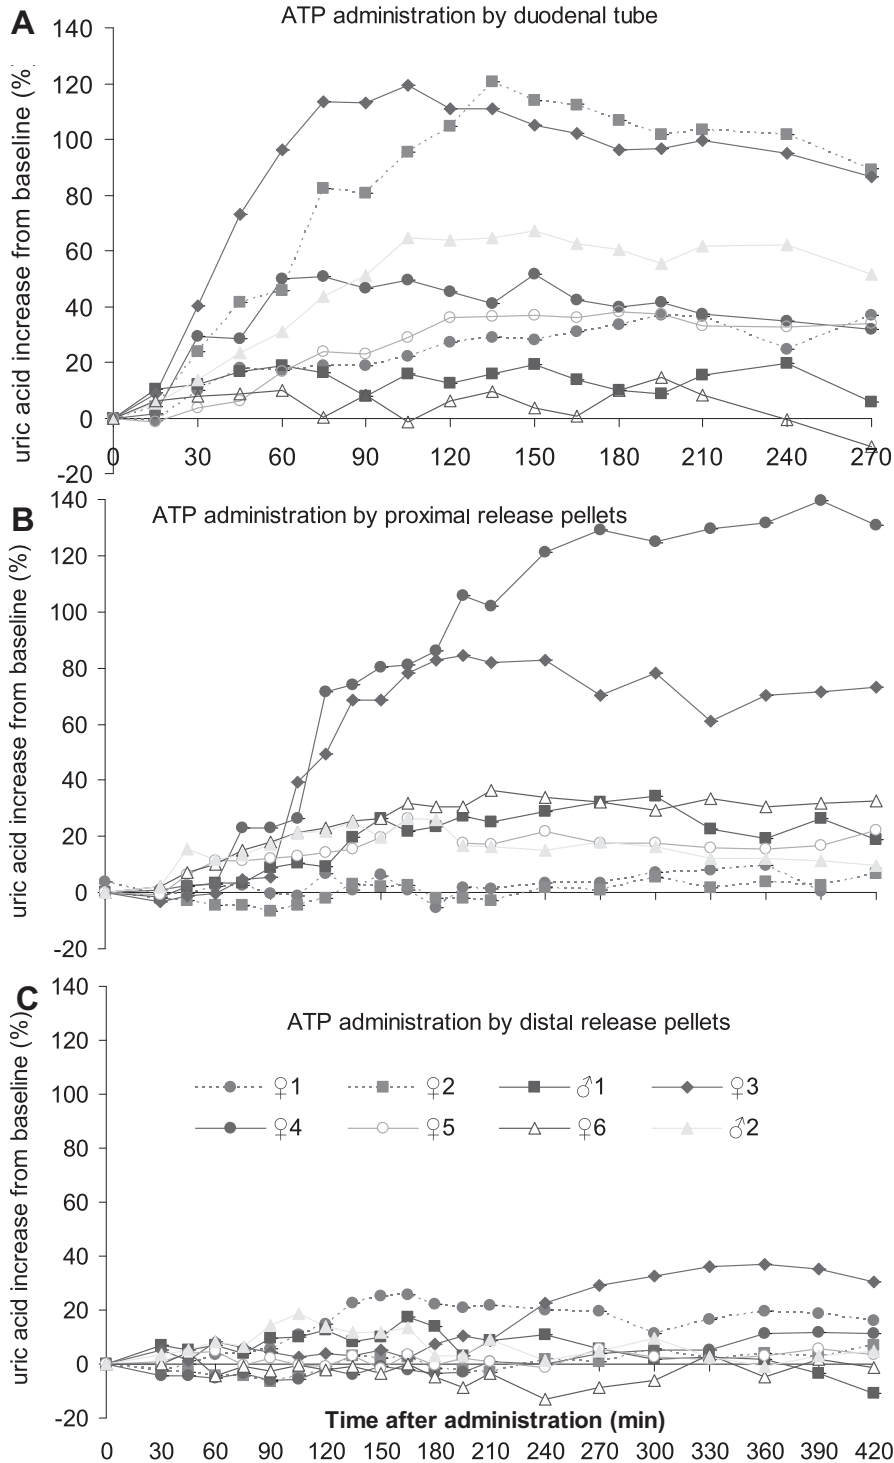 A
ATP administration by duodenal tube
uric acid increase from baseline (%)
140
120
100
80
60
40
20
0
-20
0 30 60 90 120 150 180 210 240 270
B
ATP administration by proximal release pellets
uric acid increase from baseline (%)
140
120
100
80
60
40
20
0
-20
C
ATP administration by distal release pellets
uric acid increase from baseline (%)
140
120
100
80
60
40
20
0
-20
♀1 ♀2 ♂1 ♀3
♀4 ♀5 ♀6 ♂2
Time after administration (min)
0 30 60 90 120 150 180 210 240 270 300 330 360 390 420